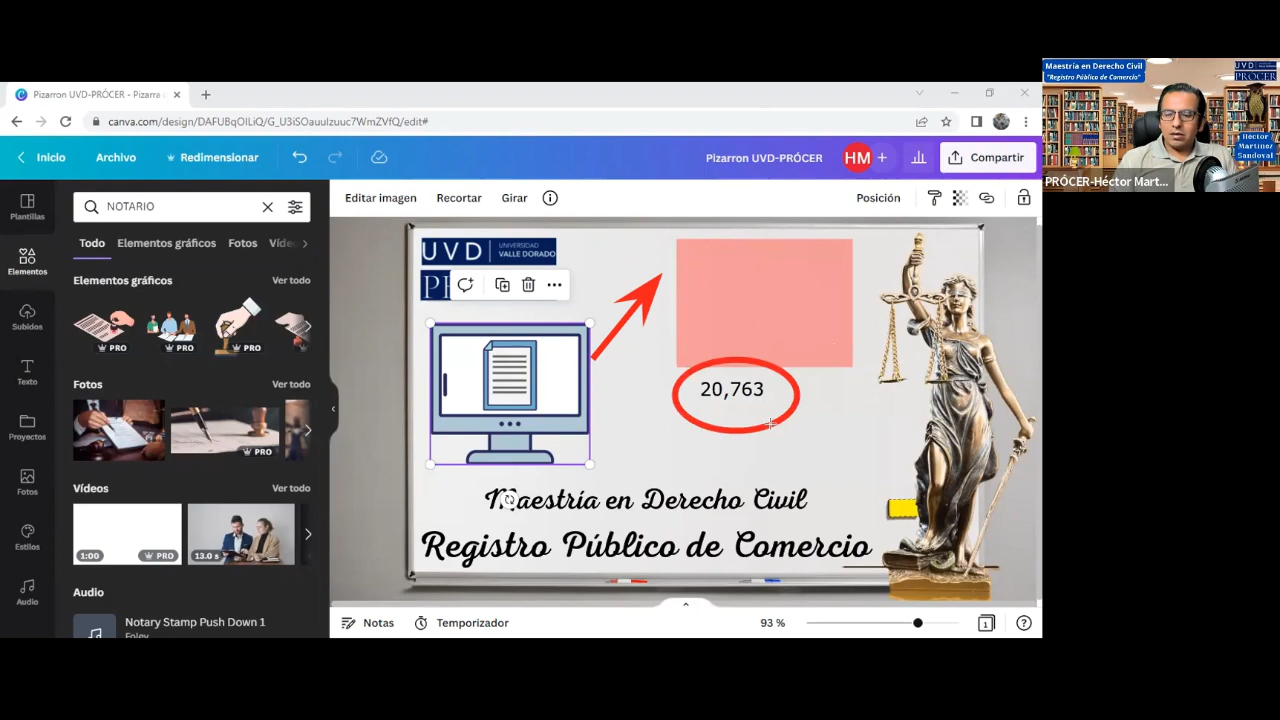 Pizarron UVD-PRÓCER - Pizarra
canva.com/design/DAFUBqOILiQ/G_U3iSOauulzuuc7WmZVfQ/edit#
Inicio
Archivo
Redimensionar
Pizarron UVD-PRÓCER
HM
Compartir
Plantillas
Elementos
Subidos
Texto
Proyectos
Fotos
Estilos
Audio
NOTARIO
Todo
Elementos gráficos
Fotos
Elementos gráficos
Ver todo
PRO
PRO
PRO
Fotos
Ver todo
PRO
Vídeos
Ver todo
1:00
PRO
13.0 s
Audio
Notary Stamp Push Down 1
Foley
Editar imagen
Recortar
Girar
Posición
UVD
UNIVERSIDAD
VALLE DORADO
20,763
Maestría en Derecho Civil
Registro Público de Comercio
Notas
Temporizador
93 %
1
Maestría en Derecho Civil
"Registro Público de Comercio"
UVD
PRÓCER
Héctor
Martínez
Sandoval
PRÓCER-Héctor Mart...